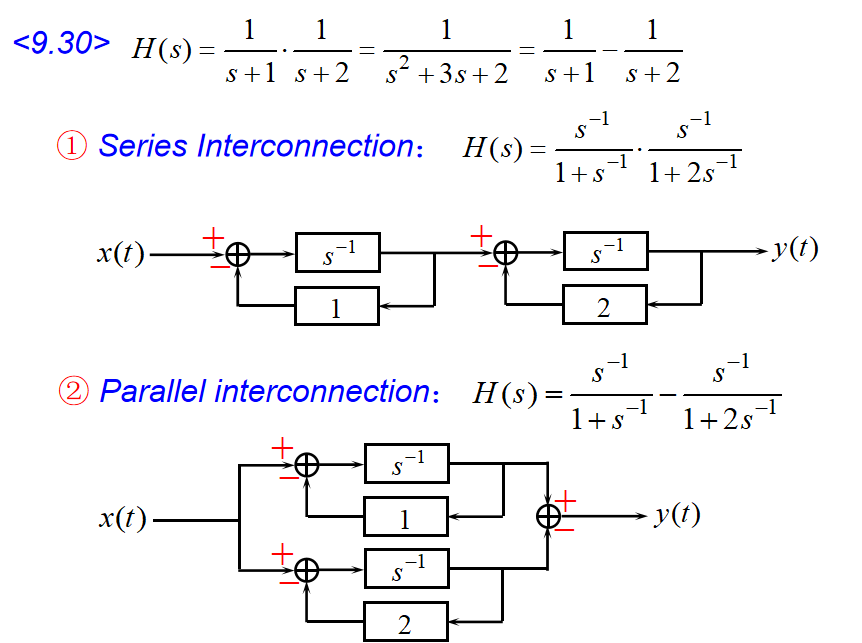 <9.30> H(s) = 1/(s+1) · 1/(s+2) = 1/(s² + 3s + 2) = 1/(s+1) − 1/(s+2)
① Series Interconnection： H(s) = s⁻¹/(1+s⁻¹) · s⁻¹/(1+2s⁻¹)
x(t) + − s⁻¹ + − s⁻¹ y(t)
1 2
② Parallel interconnection： H(s) = s⁻¹/(1+s⁻¹) − s⁻¹/(1+2s⁻¹)
+ − s⁻¹
x(t) 1 + − y(t)
+ − s⁻¹
2